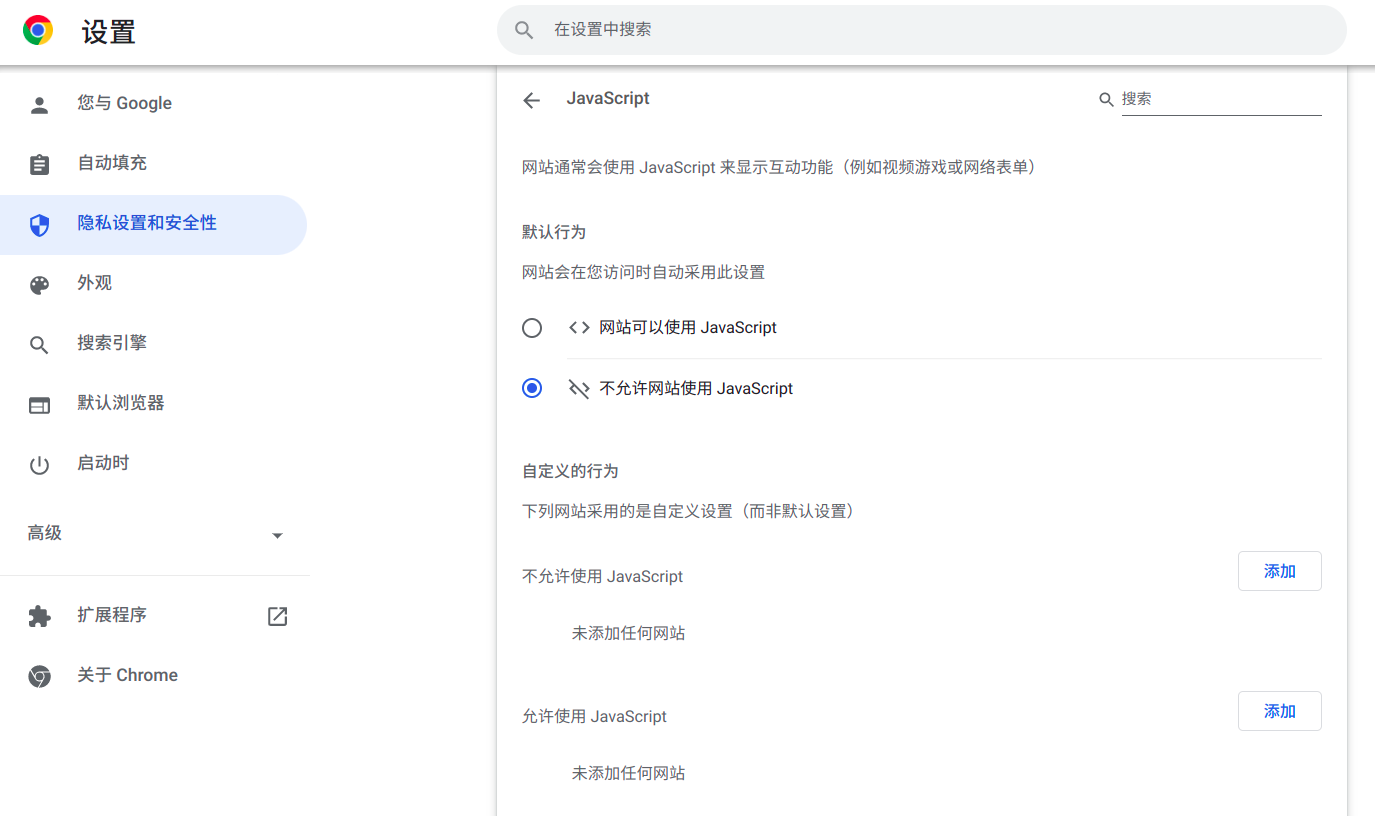 设置
在设置中搜索
您与 Google
自动填充
隐私设置和安全性
外观
搜索引擎
默认浏览器
启动时
高级
扩展程序
关于 Chrome
JavaScript
搜索
网站通常会使用 JavaScript 来显示互动功能（例如视频游戏或网络表单）
默认行为
网站会在您访问时自动采用此设置
网站可以使用 JavaScript
不允许网站使用 JavaScript
自定义的行为
下列网站采用的是自定义设置（而非默认设置）
不允许使用 JavaScript
添加
未添加任何网站
允许使用 JavaScript
添加
未添加任何网站